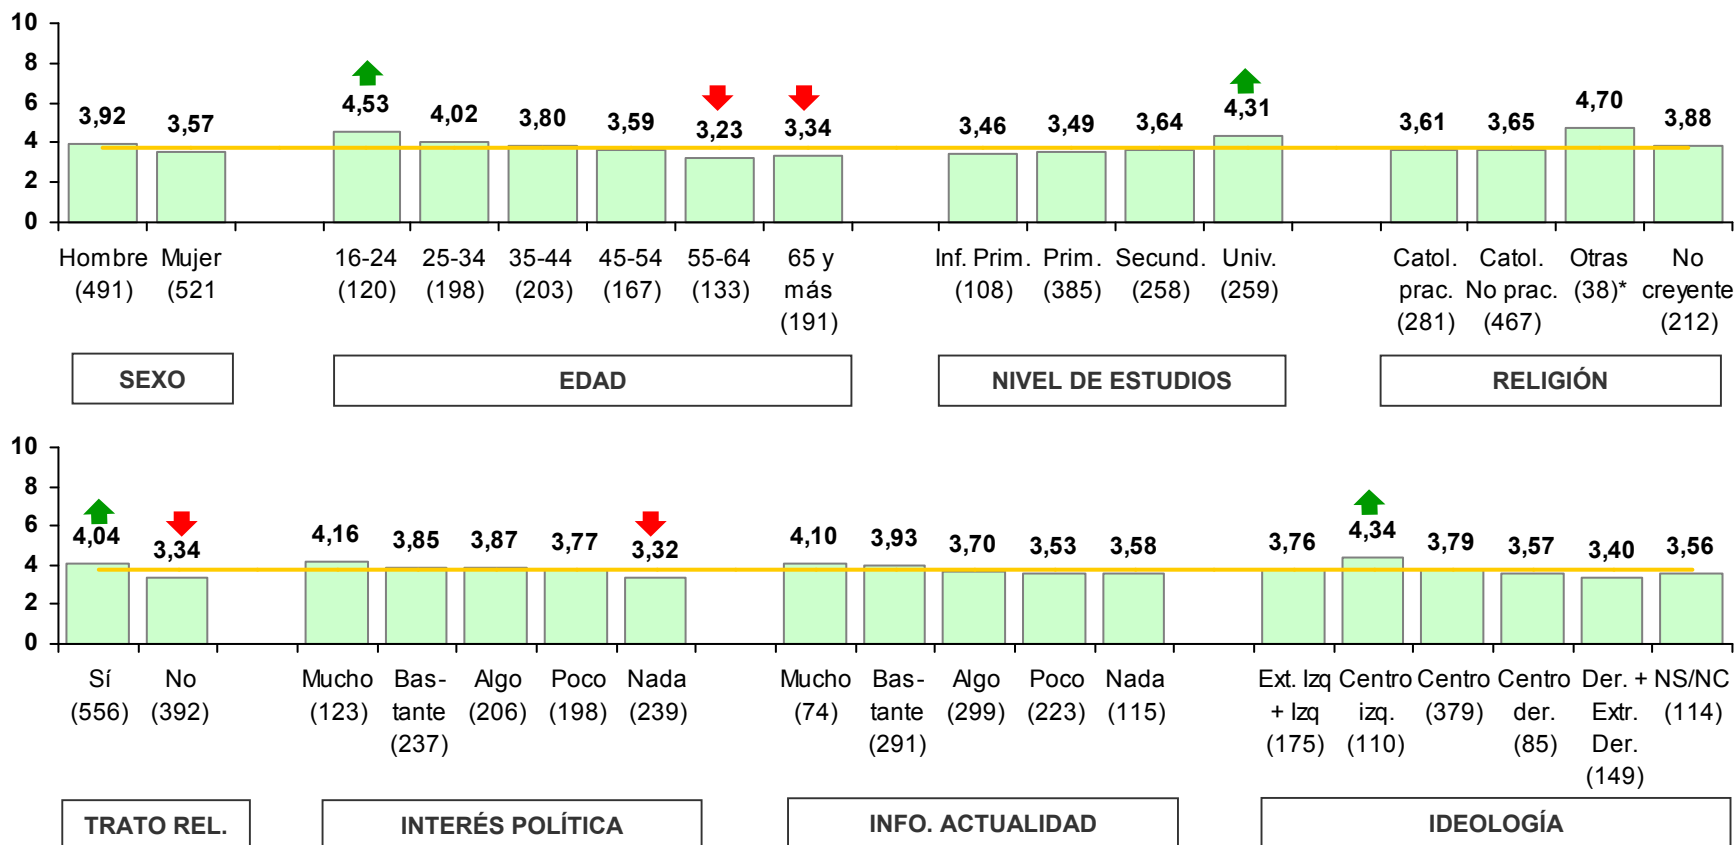 10
8
6
4
2
0
3,92 3,57 4,53 4,02 3,80 3,59 3,23 3,34 3,46 3,49 3,64 4,31 3,61 3,65 4,70 3,88
Hombre Mujer 16-24 25-34 35-44 45-54 55-64 65 y Inf. Prim. Prim. Secund. Univ. Catol. Catol. Otras No
(491) (521 (120) (198) (203) (167) (133) más (108) (385) (258) (259) prac. No prac. (38)* creyente
(191) (281) (467) (212)
SEXO EDAD NIVEL DE ESTUDIOS RELIGIÓN
10
8
6
4
2
0
4,04 3,34 4,16 3,85 3,87 3,77 3,32 4,10 3,93 3,70 3,53 3,58 3,76 4,34 3,79 3,57 3,40 3,56
Sí No Mucho Bas- Algo Poco Nada Mucho Bas- Algo Poco Nada Ext. Izq Centro Centro Centro Der. + NS/NC
(556) (392) (123) tante (206) (198) (239) (74) tante (299) (223) (115) + Izq izq. (379) der. Extr. (114)
(237) (291) (175) (110) (85) Der.
(149)
TRATO REL. INTERÉS POLÍTICA INFO. ACTUALIDAD IDEOLOGÍA